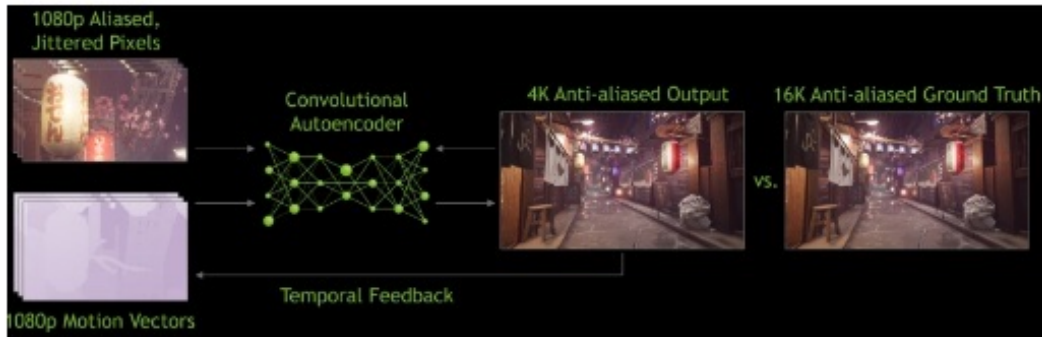 1080p Aliased,
Jittered Pixels
Convolutional
Autoencoder
4K Anti-aliased Output
16K Anti-aliased Ground Truth
vs.
Temporal Feedback
1080p Motion Vectors